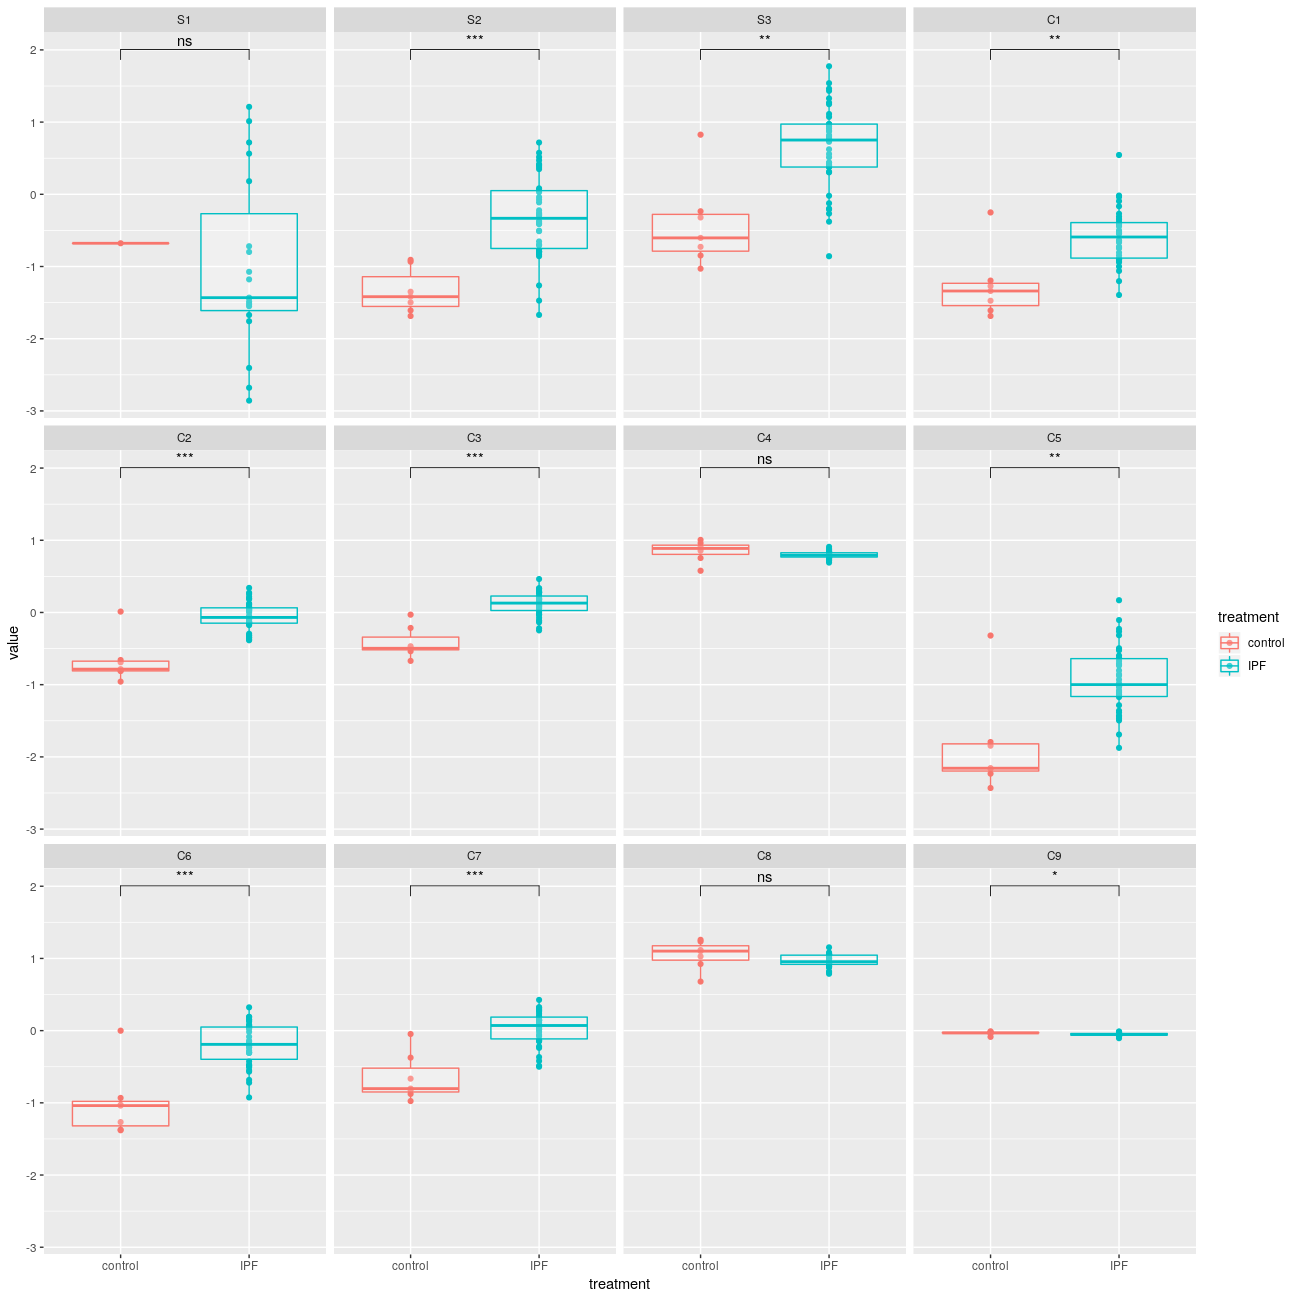 S1 S2 S3 C1
ns *** ** **
2
1
0
-1
-2
-3
C2 C3 C4 C5
*** *** ns **
2
1
0
-1
-2
-3
value
treatment
control
IPF
C6 C7 C8 C9
*** *** ns *
2
1
0
-1
-2
-3
control IPF control IPF control IPF control IPF
treatment